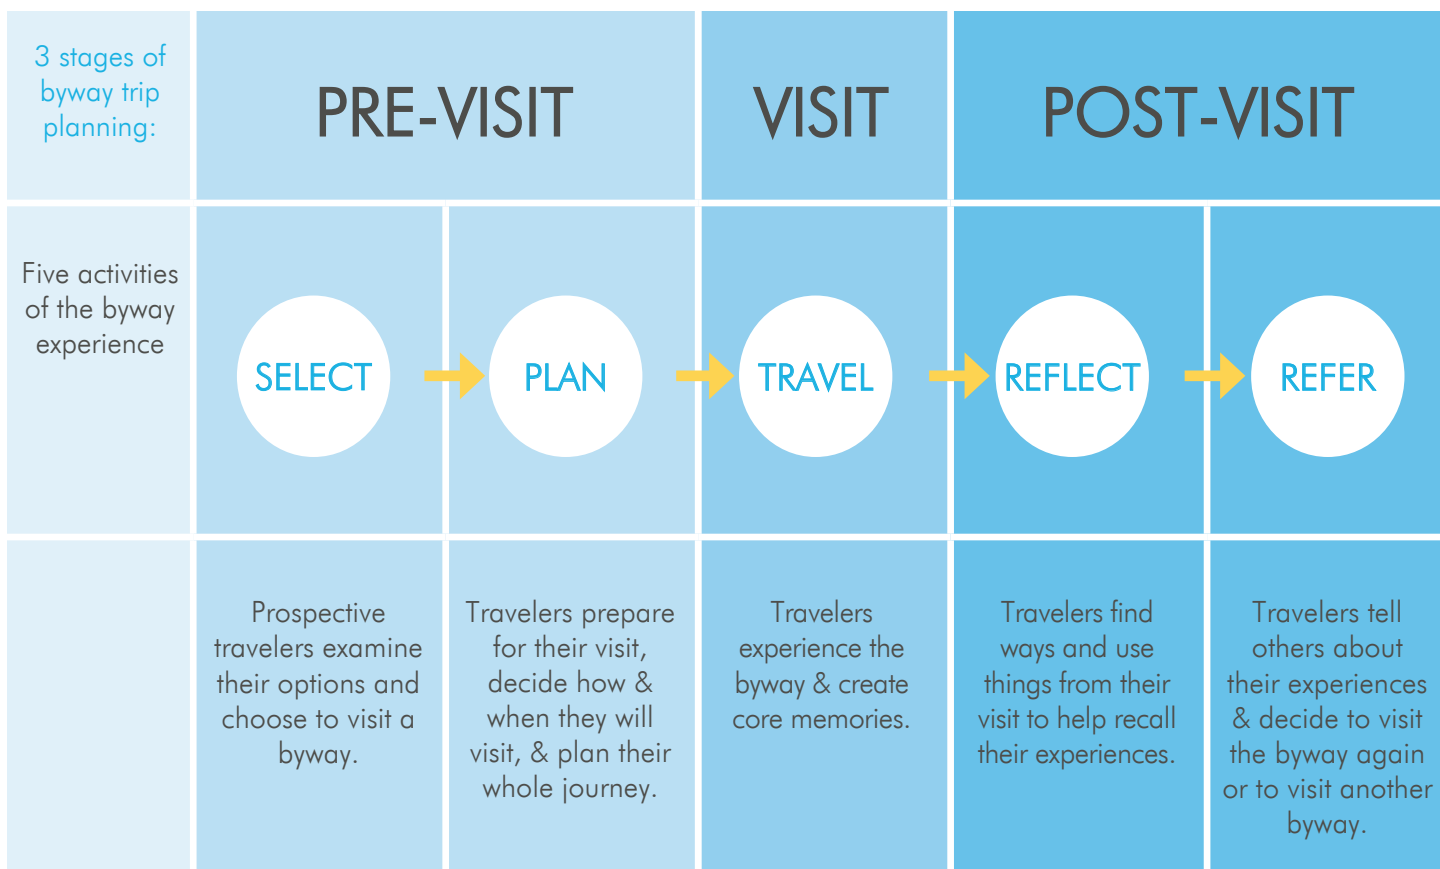 3 stages of
byway trip
planning:
PRE-VISIT
VISIT
POST-VISIT
Five activities
of the byway
experience
SELECT
PLAN
TRAVEL
REFLECT
REFER
Prospective
travelers examine
their options and
choose to visit a
byway.
Travelers prepare
for their visit,
decide how &
when they will
visit, & plan their
whole journey.
Travelers
experience the
byway & create
core memories.
Travelers find
ways and use
things from their
visit to help recall
their experiences.
Travelers tell
others about
their experiences
& decide to visit
the byway again
or to visit another
byway.